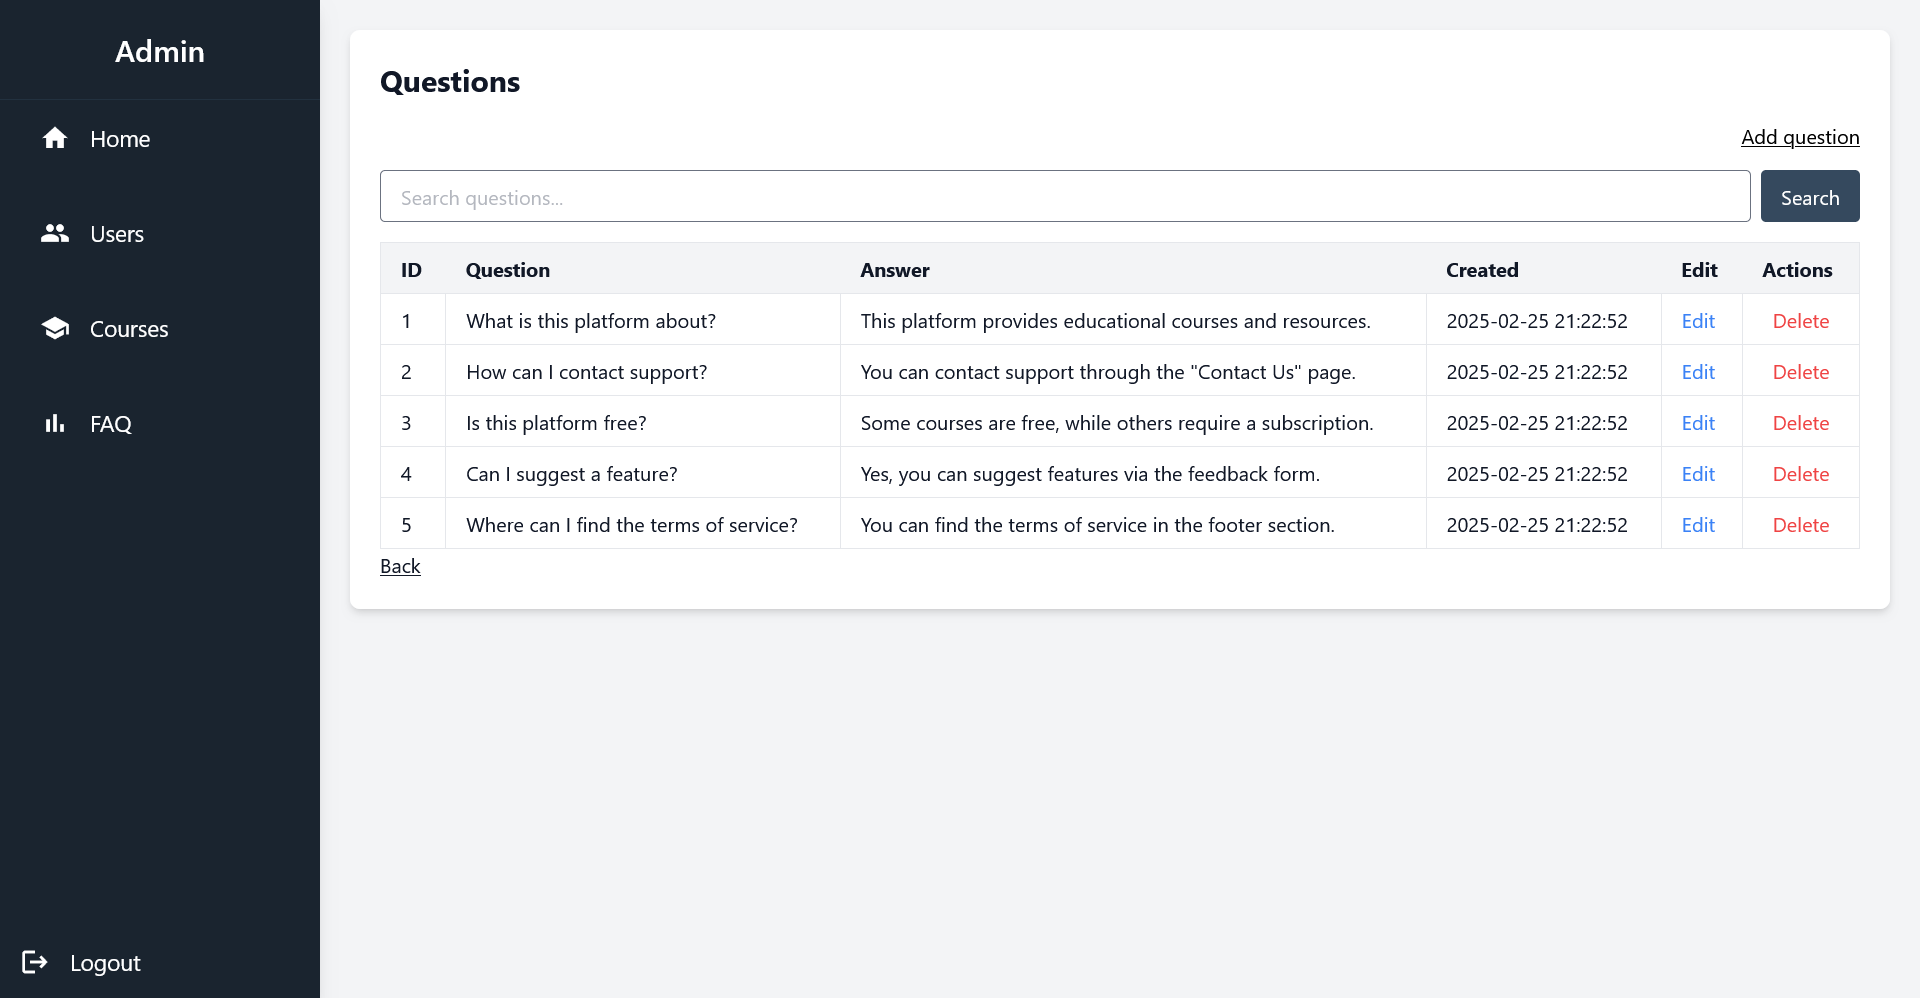 Admin
Home
Users
Courses
FAQ
Logout
Questions
Add question
Search questions...
Search
ID Question Answer Created Edit Actions
1 What is this platform about? This platform provides educational courses and resources. 2025-02-25 21:22:52 Edit Delete
2 How can I contact support? You can contact support through the "Contact Us" page. 2025-02-25 21:22:52 Edit Delete
3 Is this platform free? Some courses are free, while others require a subscription. 2025-02-25 21:22:52 Edit Delete
4 Can I suggest a feature? Yes, you can suggest features via the feedback form. 2025-02-25 21:22:52 Edit Delete
5 Where can I find the terms of service? You can find the terms of service in the footer section. 2025-02-25 21:22:52 Edit Delete
Back